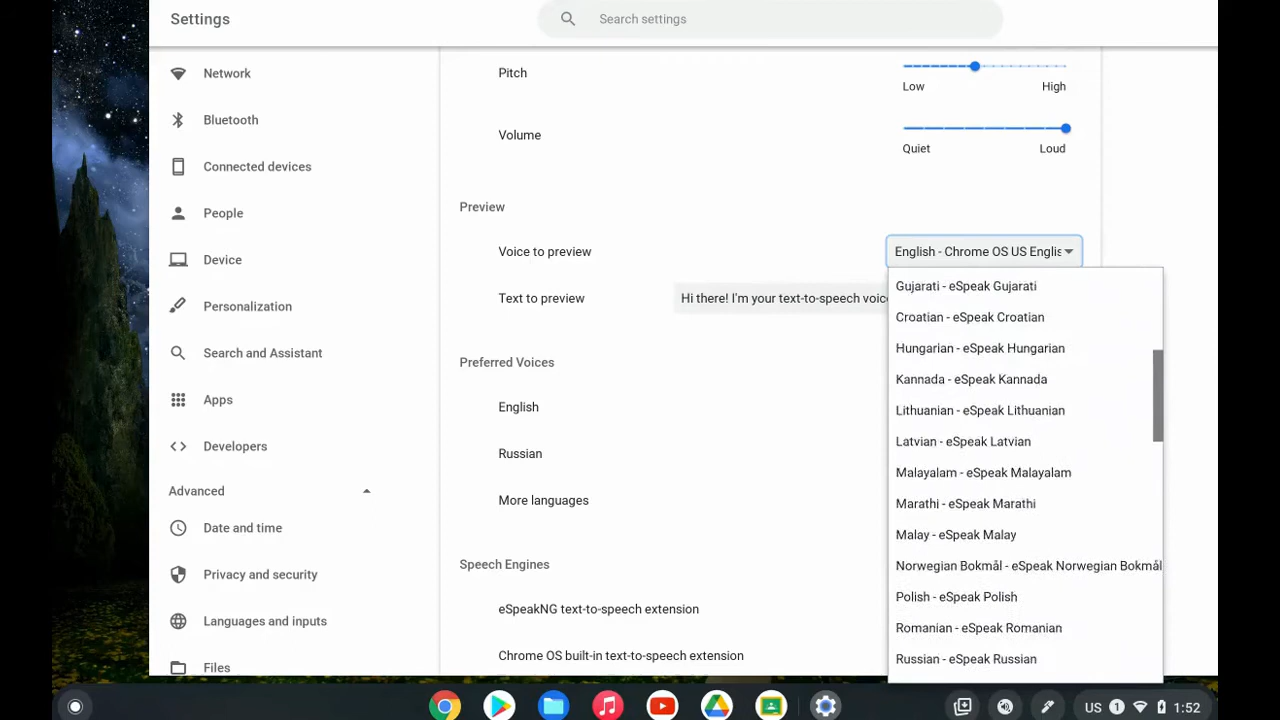 Settings
Search settings
Network
Bluetooth
Connected devices
People
Device
Personalization
Search and Assistant
Apps
Developers
Advanced
Date and time
Privacy and security
Languages and inputs
Files
Pitch
Low High
Volume
Quiet Loud
Preview
Voice to preview
English - Chrome OS US Englis
Text to preview
Hi there! I'm your text-to-speech voice
Preferred Voices
English
Russian
More languages
Speech Engines
eSpeakNG text-to-speech extension
Chrome OS built-in text-to-speech extension
Gujarati - eSpeak Gujarati
Croatian - eSpeak Croatian
Hungarian - eSpeak Hungarian
Kannada - eSpeak Kannada
Lithuanian - eSpeak Lithuanian
Latvian - eSpeak Latvian
Malayalam - eSpeak Malayalam
Marathi - eSpeak Marathi
Malay - eSpeak Malay
Norwegian Bokmål - eSpeak Norwegian Bokmål
Polish - eSpeak Polish
Romanian - eSpeak Romanian
Russian - eSpeak Russian
US 1 1:52